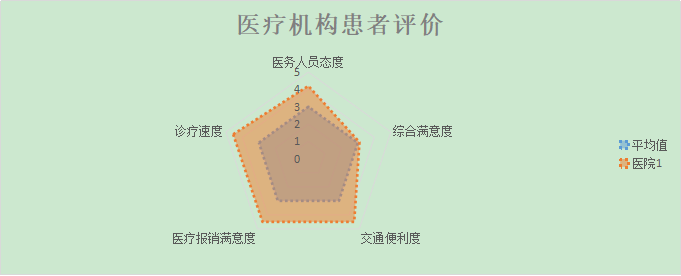 医疗机构患者评价
医务人员态度
5
4
3
2
1
0
诊疗速度
综合满意度
平均值
医院1
医疗报销满意度
交通便利度